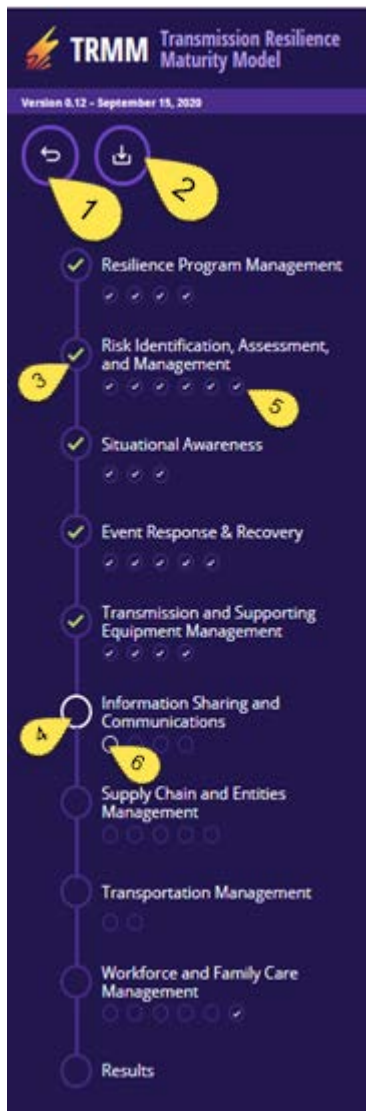 TRMM Transmission Resilience
Maturity Model
Version 0.12 – September 15, 2020
1
2
Resilience Program Management
Risk Identification, Assessment,
and Management
3
5
Situational Awareness
Event Response & Recovery
Transmission and Supporting
Equipment Management
Information Sharing and
Communications
4
6
Supply Chain and Entities
Management
Transportation Management
Workforce and Family Care
Management
Results